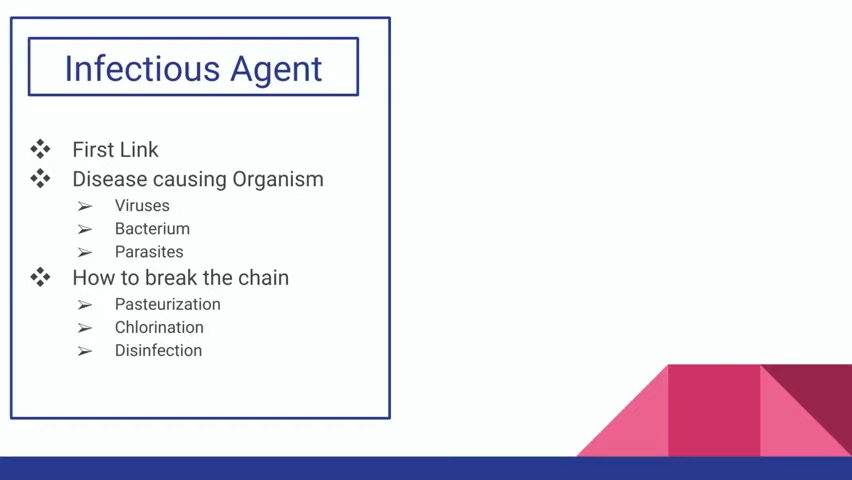 Infectious Agent
❖ First Link
❖ Disease causing Organism
➢ Viruses
➢ Bacterium
➢ Parasites
❖ How to break the chain
➢ Pasteurization
➢ Chlorination
➢ Disinfection